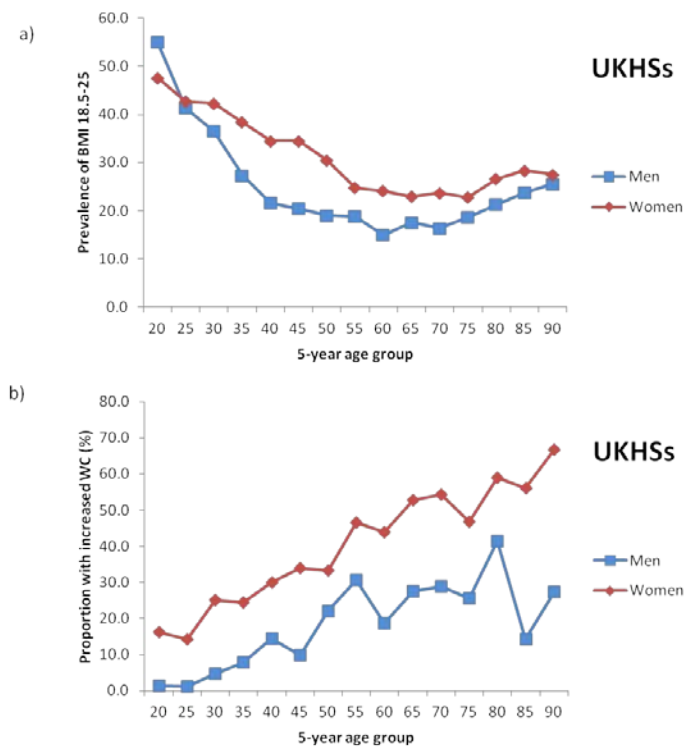 a)
UKHSs
Prevalence of BMI 18.5-25
60.0
50.0
40.0
30.0
20.0
10.0
0.0
Men
Women
20 25 30 35 40 45 50 55 60 65 70 75 80 85 90
5-year age group
b)
UKHSs
Proportion with increased WC (%)
80.0
70.0
60.0
50.0
40.0
30.0
20.0
10.0
0.0
Men
Women
20 25 30 35 40 45 50 55 60 65 70 75 80 85 90
5-year age group